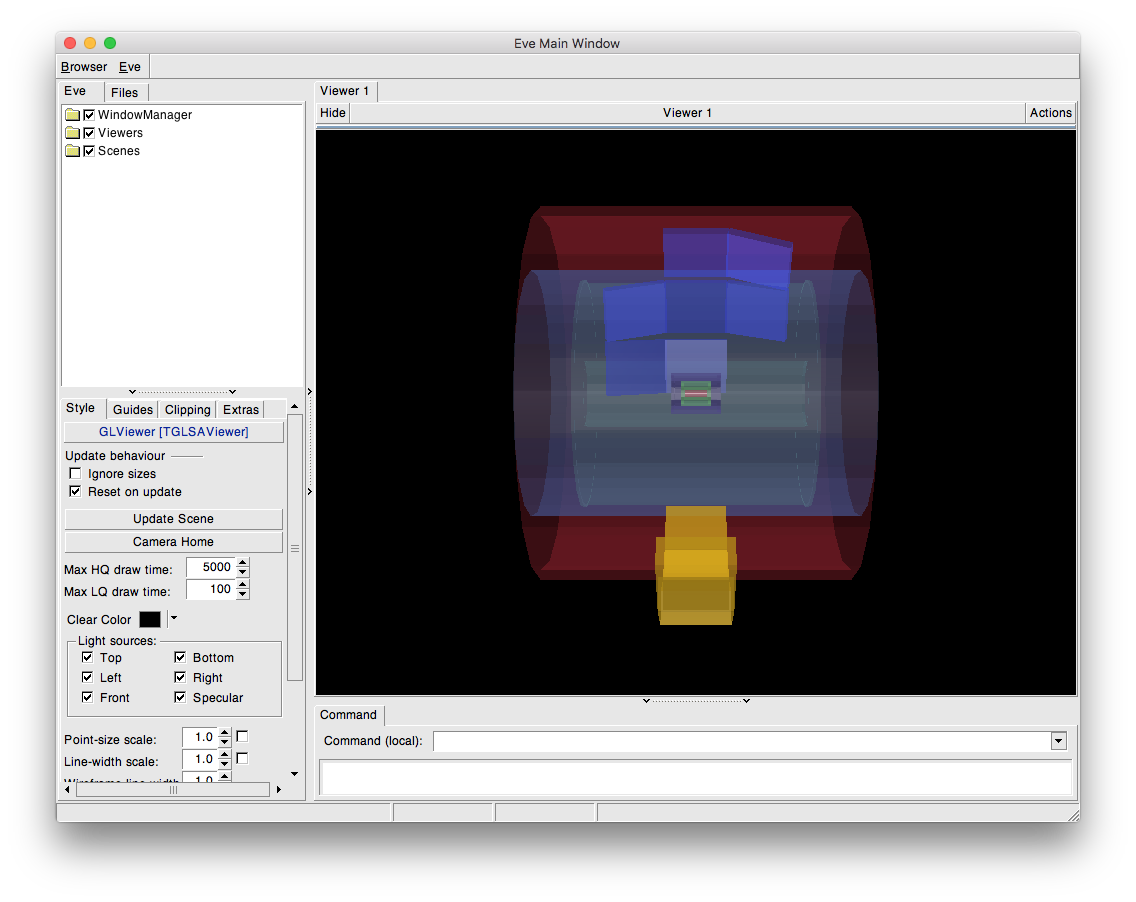 Eve Main Window
Browser Eve
Eve Files
WindowManager
Viewers
Scenes
Style Guides Clipping Extras
GLViewer [TGLSAViewer]
Update behaviour
Ignore sizes
Reset on update
Update Scene
Camera Home
Max HQ draw time: 5000
Max LQ draw time: 100
Clear Color
Light sources:
Top Bottom
Left Right
Front Specular
Point-size scale: 1.0
Line-width scale: 1.0
Wireframe line-width 1.0
Viewer 1
Hide Viewer 1 Actions
Command
Command (local):